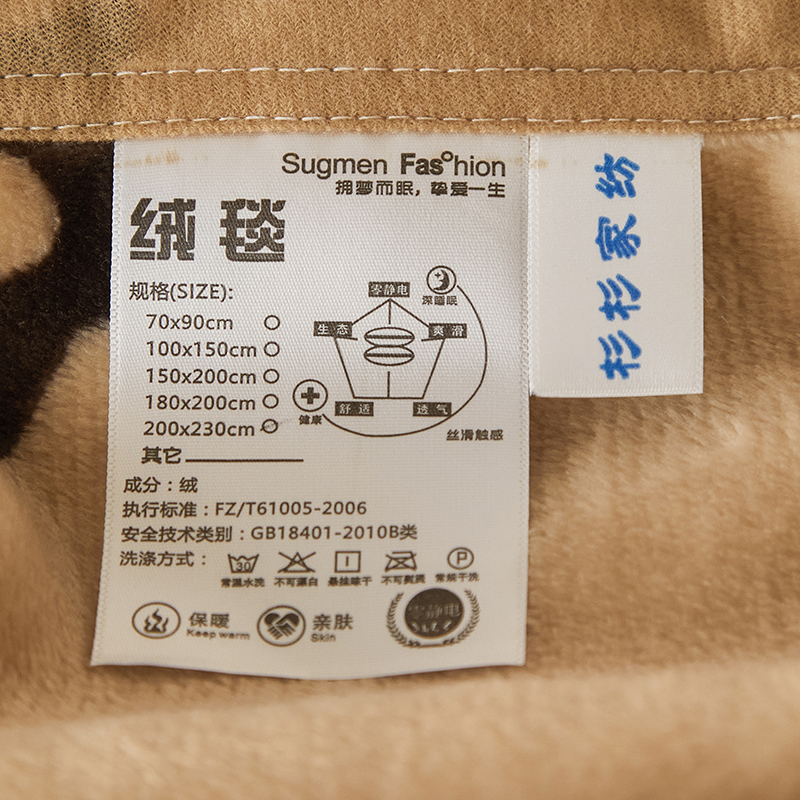 Sugmen Fas°hion
拥梦而眠，挚爱一生
绒毯
规格(SIZE):
70x90cm
100x150cm
150x200cm
180x200cm
200x230cm
其它
零静电
深睡眠
生态
爽滑
健康
舒适
透气
丝滑触感
成分：绒
执行标准：FZ/T61005-2006
安全技术类别：GB18401-2010B类
洗涤方式：
30
P
常温水洗
不可漂白
悬挂晾干
不可熨烫
常规干洗
保暖
Keep warm
亲肤
Skin
零静电
杉杉家纺